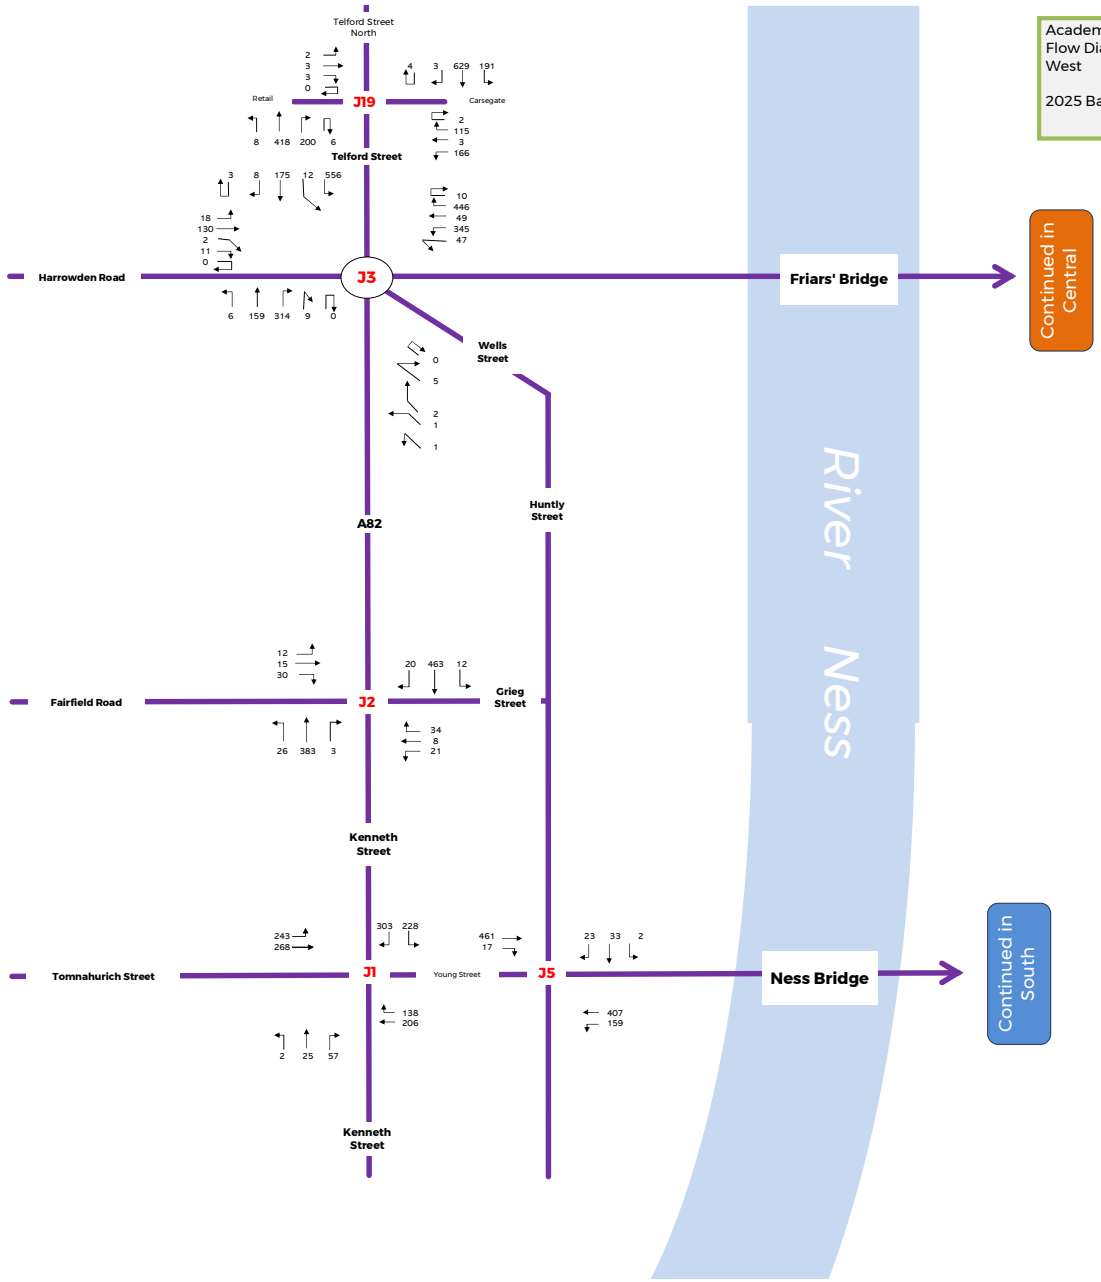 Telford Street
North
Flow Dia
West
2025 Ba
2
3
3
0
4 3 629 191
Retail
J19
Carsegate
8 418 200 6
2
115
3
166
Telford Street
3 8 175 12 556
10
446
49
345
47
18
130
2
11
0
Harrowden Road
J3
Friars' Bridge
Continued in
Central
6 159 314 9 0
Wells
Street
0
5
2
1
1
River Ness
Huntly
Street
A82
12
15
30
20 463 12
Fairfield Road
J2
Grieg
Street
26 383 3
34
8
21
Kenneth
Street
243
268
303 228
461
17
23 33 2
Tomnahurich Street
J1
Young Street
J5
Ness Bridge
Continued in
South
138
206
407
159
2 25 57
Kenneth
Street